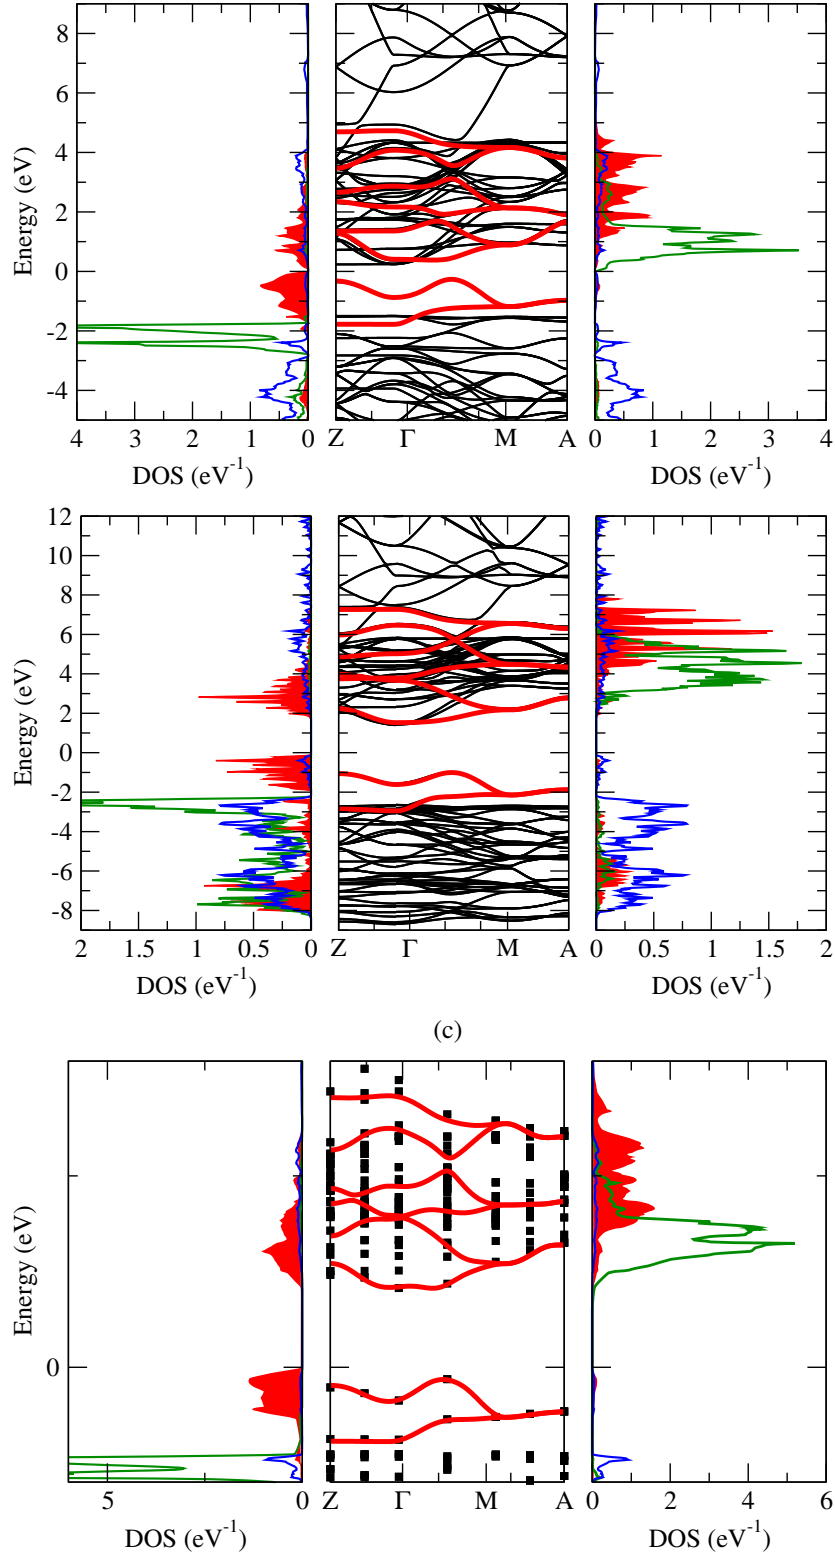 8
6
4
2
0
-2
-4
Energy (eV)
4 3 2 1 0
DOS (eV-1)
Z Γ M A
0 1 2 3 4
DOS (eV-1)
12
10
8
6
4
2
0
-2
-4
-6
-8
Energy (eV)
2 1.5 1 0.5 0
DOS (eV-1)
Z Γ M A
0 0.5 1 1.5 2
DOS (eV-1)
(c)
0
Energy (eV)
5 0
DOS (eV-1)
Z Γ M A
0 2 4 6
DOS (eV-1)